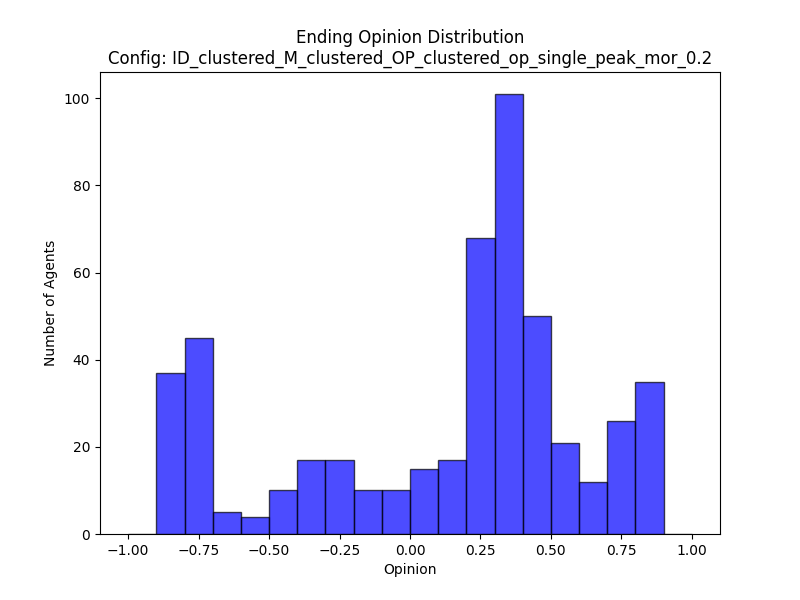 Ending Opinion Distribution
Config: ID_clustered_M_clustered_OP_clustered_op_single_peak_mor_0.2
100
80
60
40
20
0
Number of Agents
−1.00 −0.75 −0.50 −0.25 0.00 0.25 0.50 0.75 1.00
Opinion